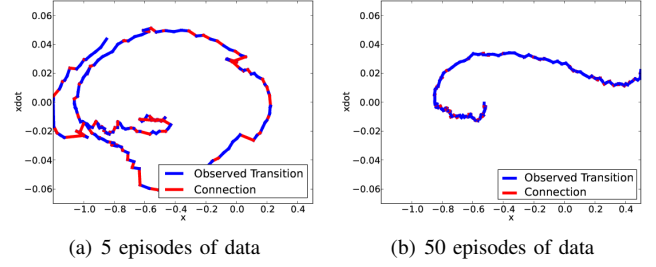 0.06
0.04
0.02
0.00
−0.02
−0.04
−0.06
xdot
Observed Transition
Connection
−1.0 −0.8 −0.6 −0.4 −0.2 0.0 0.2 0.4
x
(a) 5 episodes of data
0.06
0.04
0.02
0.00
−0.02
−0.04
−0.06
xdot
Observed Transition
Connection
−1.0 −0.8 −0.6 −0.4 −0.2 0.0 0.2 0.4
x
(b) 50 episodes of data